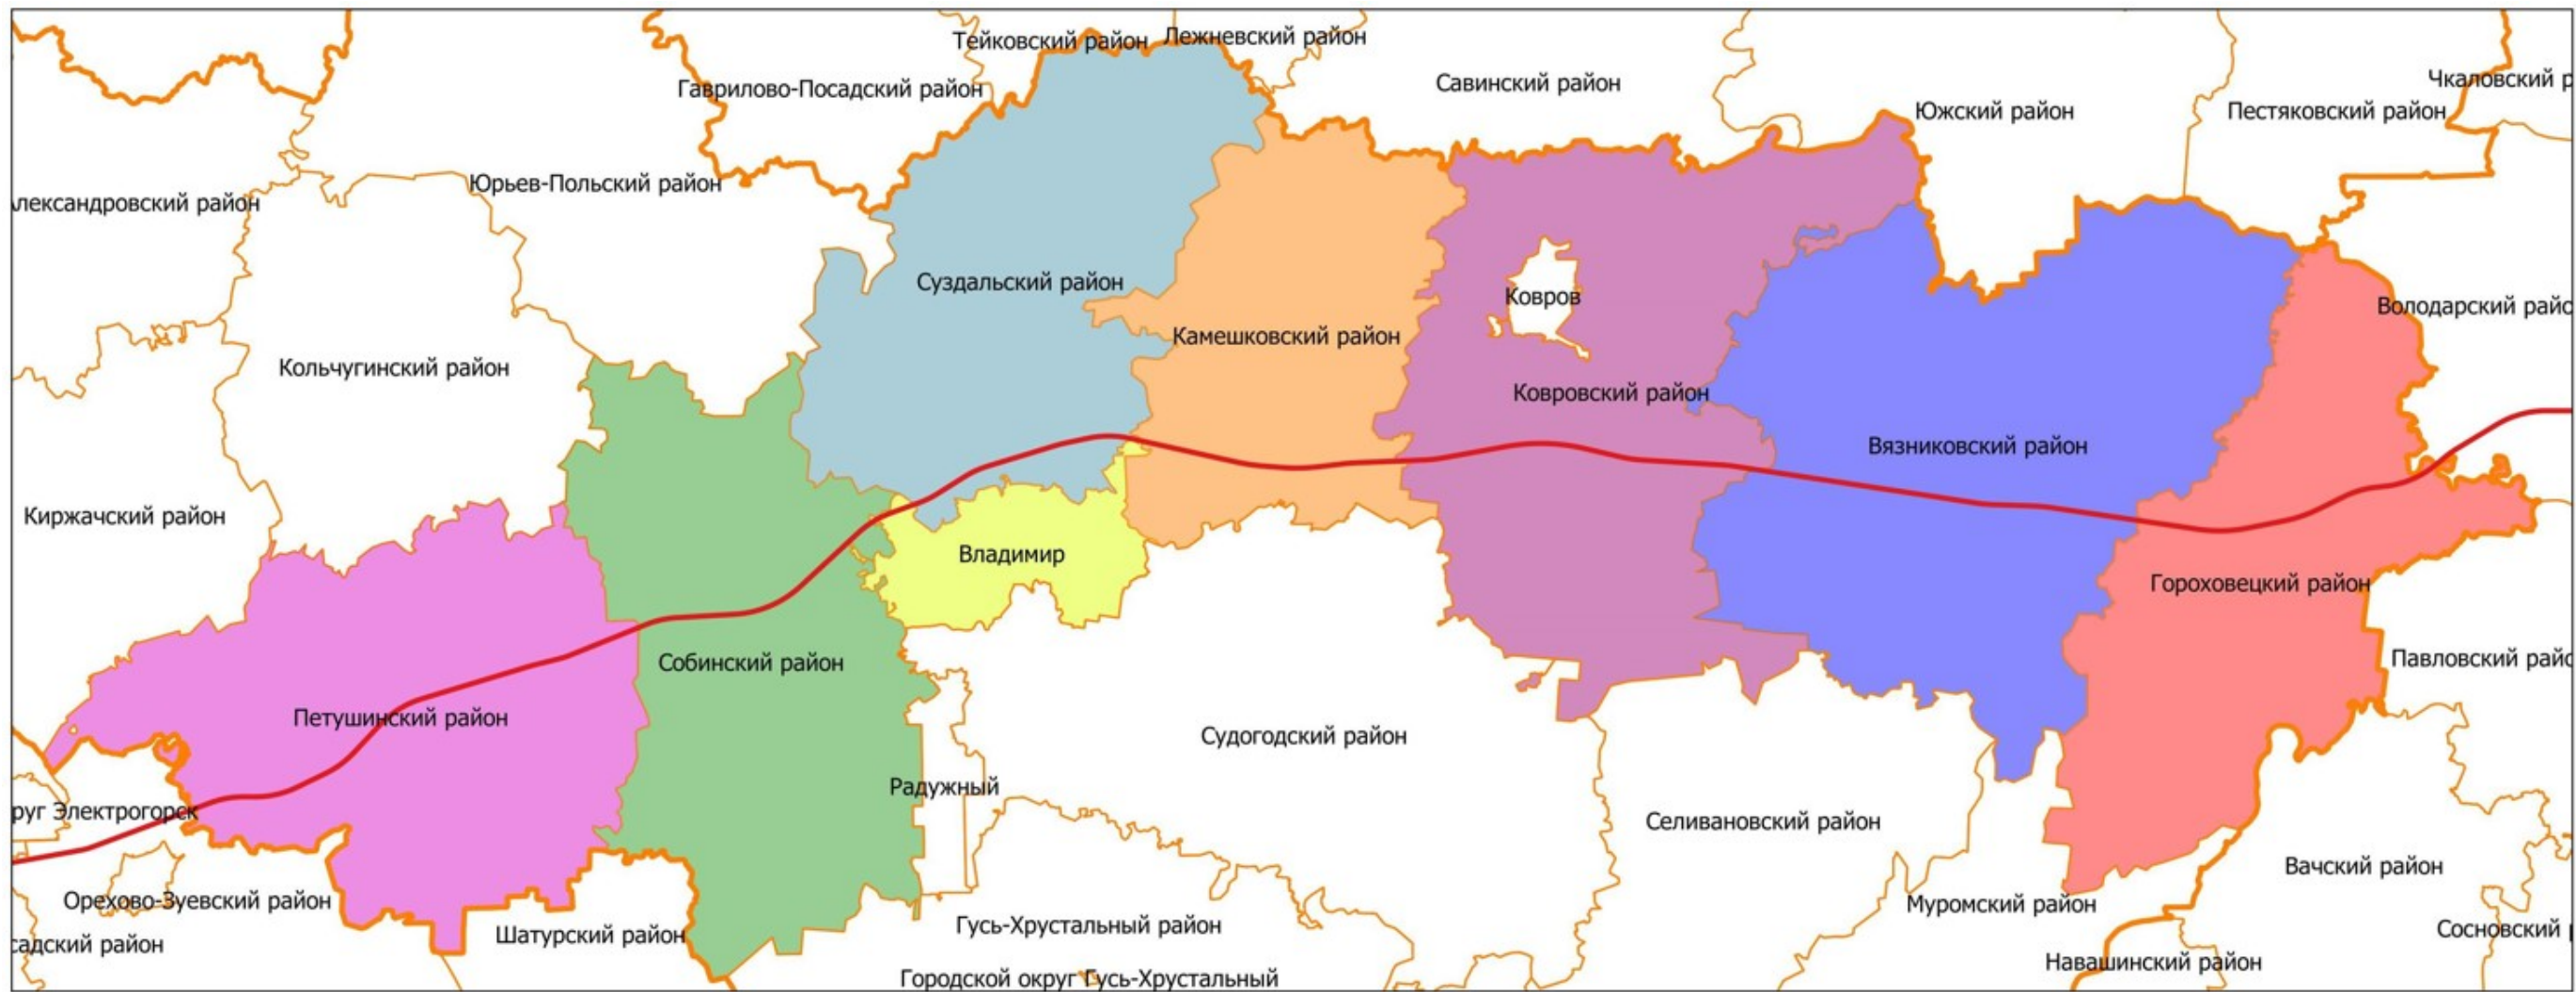 Тейковский район
Лежневский район
Гаврилово-Посадский район
Савинский район
Южский район
Пестяковский район
Чкаловский р
Юрьев-Польский район
лександровский район
Суздальский район
Ковров
Володарский райо
Камешковский район
Кольчугинский район
Ковровский район
Вязниковский район
Киржачский район
Владимир
Гороховецкий район
Собинский район
Павловский райо
Петушинский район
Судогодский район
Радужный
руг Электрогорск
Селивановский район
Вачский район
Орехово-Зуевский район
Муромский район
Гусь-Хрустальный район
Сосновский
Шатурский район
садский район
Навашинский район
Городской округ Гусь-Хрустальный